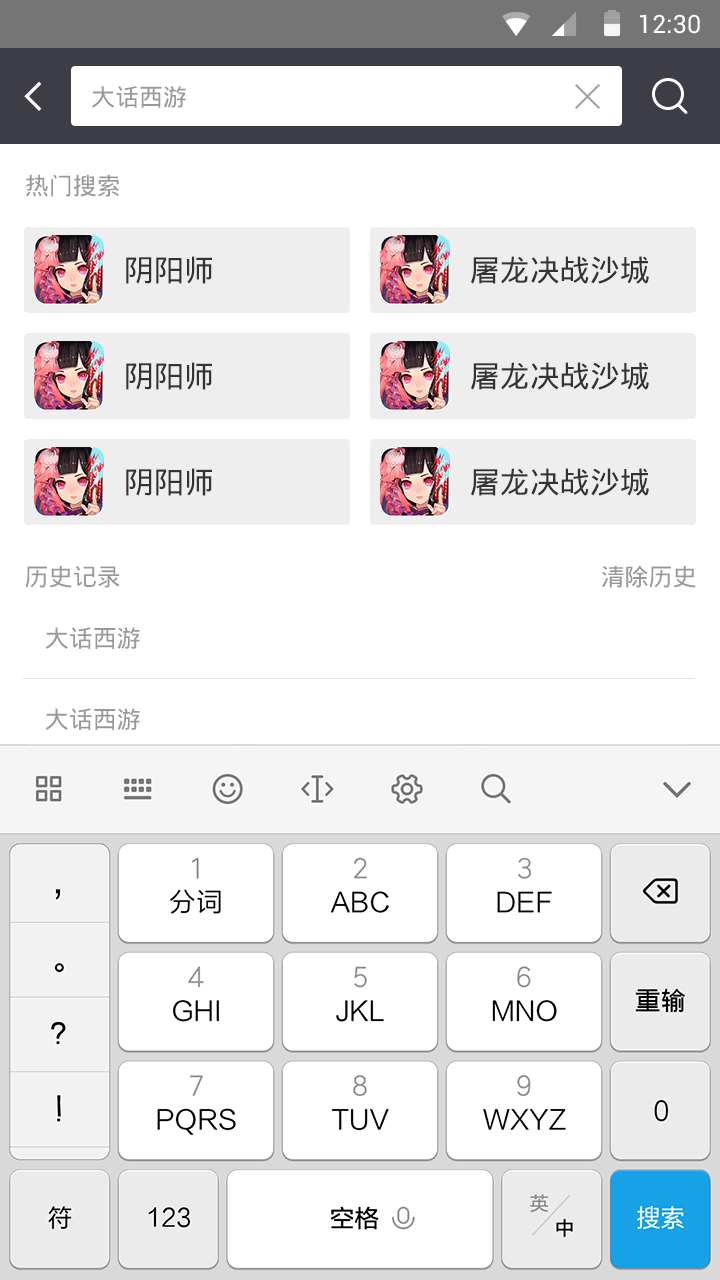 12:30
大话西游
热门搜索
阴阳师 屠龙决战沙城
阴阳师 屠龙决战沙城
阴阳师 屠龙决战沙城
历史记录 清除历史
大话西游
大话西游
，
。
?
!
1 2 3
分词 ABC DEF
4 5 6
GHI JKL MNO 重输
7 8 9
PQRS TUV WXYZ 0
符 123 空格 英/中 搜索